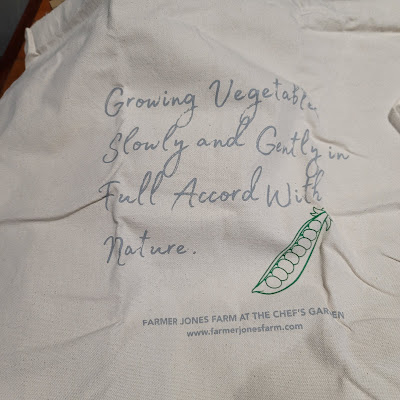 Growing Vegetable
Slowly and Gently in
Full Accord With
Nature.
FARMER JONES FARM AT THE CHEF'S GARDEN
www.farmerjonesfarm.com